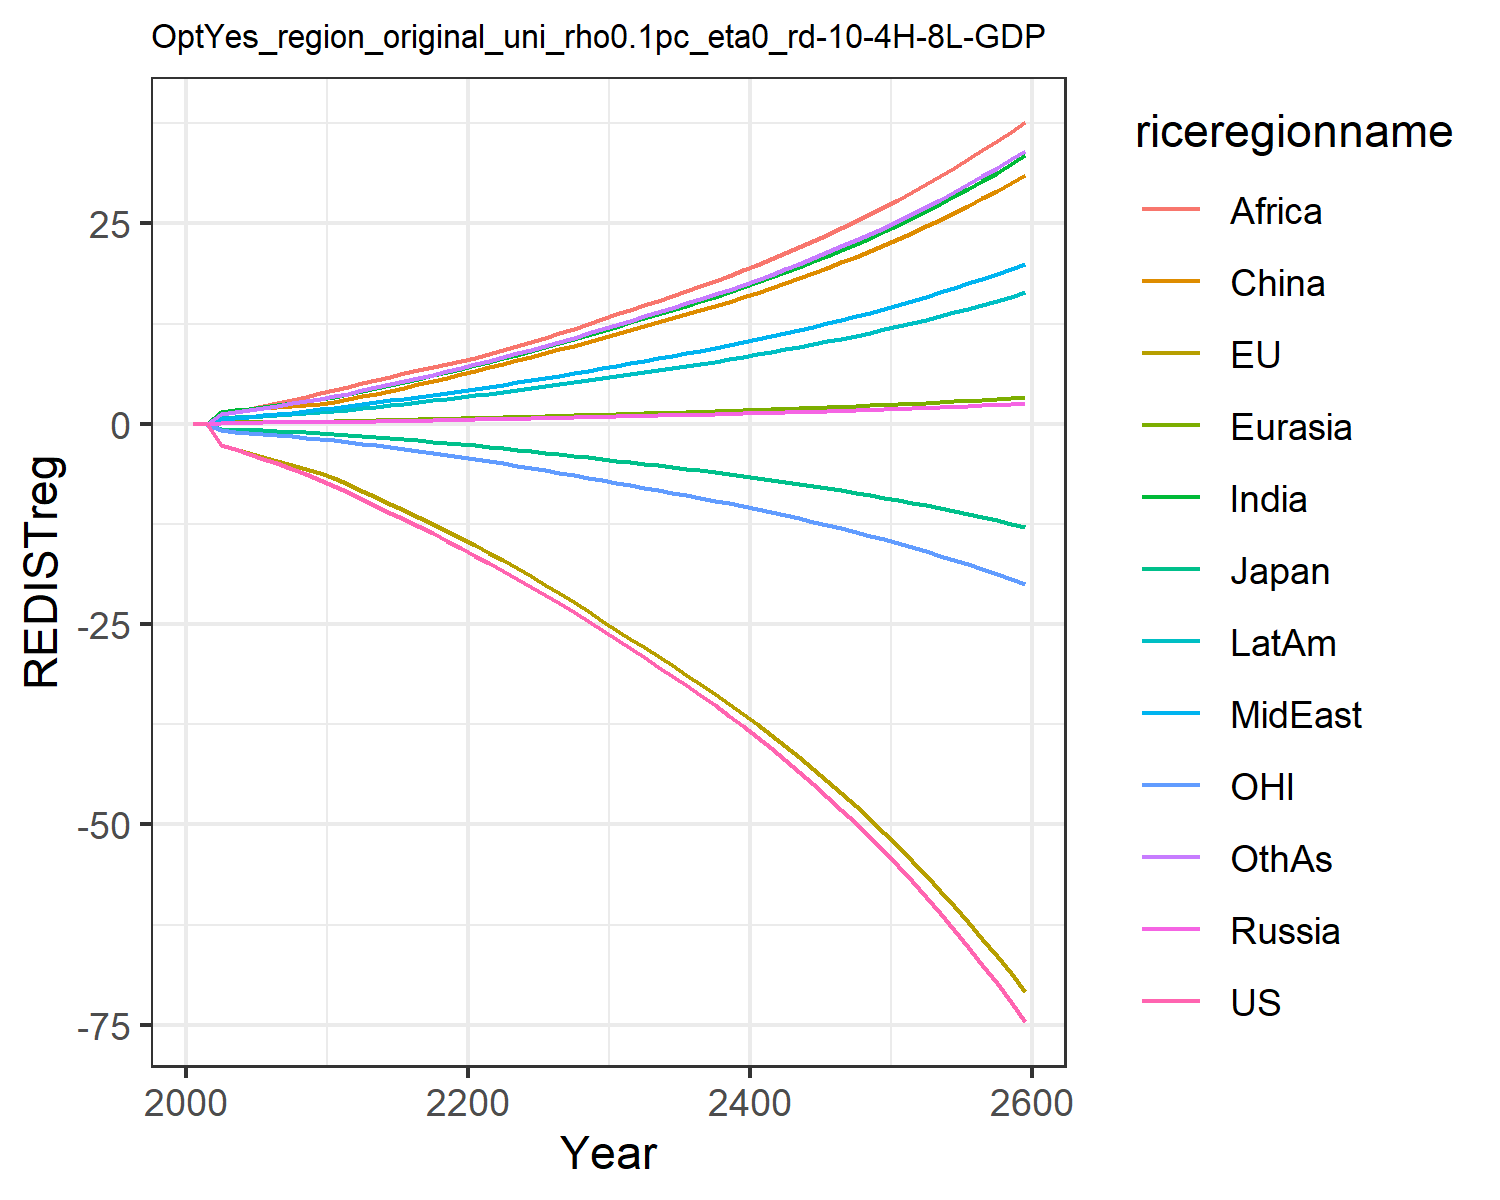 OptYes_region_original_uni_rho0.1pc_eta0_rd-10-4H-8L-GDP
REDISTreg
25
0
-25
-50
-75
2000
2200
2400
2600
Year
riceregionname
Africa
China
EU
Eurasia
India
Japan
LatAm
MidEast
OHI
OthAs
Russia
US